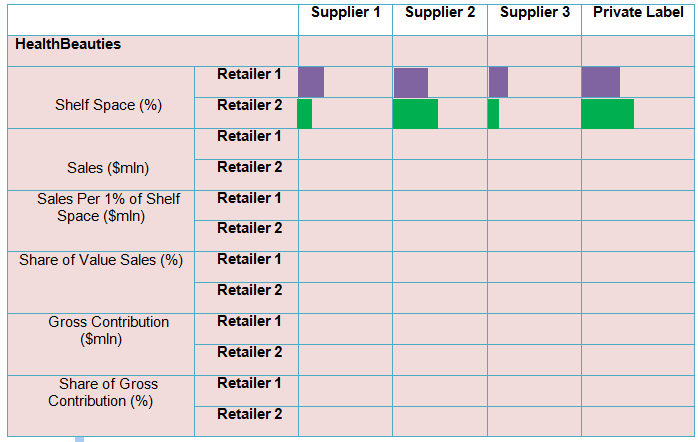 Supplier 1 Supplier 2 Supplier 3 Private Label
HealthBeauties
Shelf Space (%)
Retailer 1
Retailer 2
Sales ($mln)
Retailer 1
Retailer 2
Sales Per 1% of Shelf
Space ($mln)
Retailer 1
Retailer 2
Share of Value Sales (%)
Retailer 1
Retailer 2
Gross Contribution
($mln)
Retailer 1
Retailer 2
Share of Gross
Contribution (%)
Retailer 1
Retailer 2